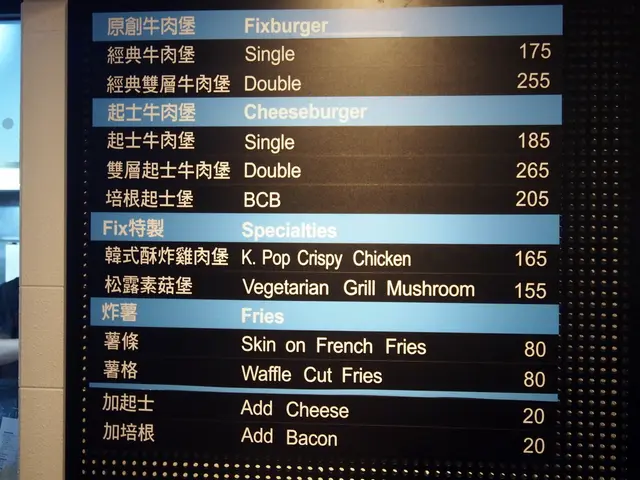 原創牛肉堡 Fixburger
經典牛肉堡 Single 175
經典雙層牛肉堡 Double 255
起士牛肉堡 Cheeseburger
起士牛肉堡 Single 185
雙層起士牛肉堡 Double 265
培根起士堡 BCB 205
Fix特製 Specialties
韓式酥炸雞肉堡 K. Pop Crispy Chicken 165
松露素菇堡 Vegetarian Grill Mushroom 155
炸薯 Fries
薯條 Skin on French Fries 80
薯格 Waffle Cut Fries 80
加起士 Add Cheese 20
加培根 Add Bacon 20